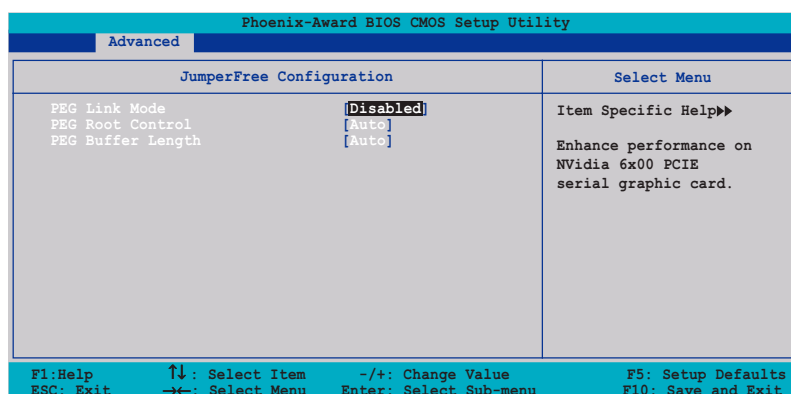 Phoenix-Award BIOS CMOS Setup Utility
Advanced
JumperFree Configuration
Select Menu
PEG Link Mode [Disabled]
PEG Root Control [Auto]
PEG Buffer Length [Auto]
Item Specific Help▶▶
Enhance performance on
NVidia 6x00 PCIE
serial graphic card.
F1:Help ↑↓: Select Item -/+: Change Value F5: Setup Defaults
ESC: Exit →←: Select Menu Enter: Select Sub-menu F10: Save and Exit